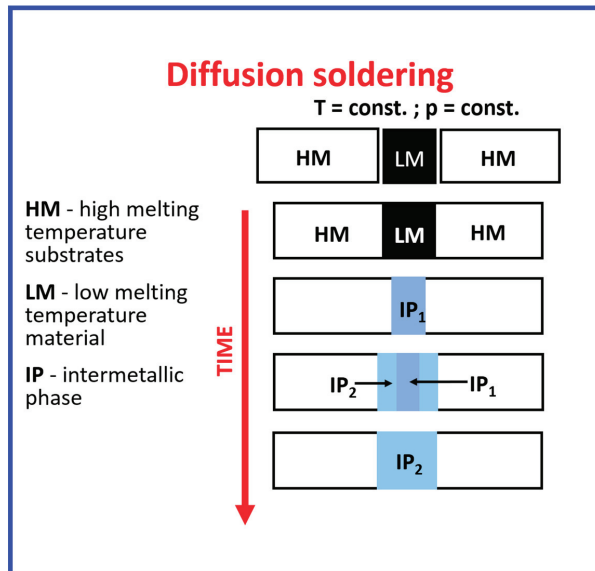 Diffusion soldering
T = const. ; p = const.
HM LM HM
HM - high melting
temperature
substrates
LM - low melting
temperature
material
IP - intermetallic
phase
TIME
HM LM HM
IP₁
IP₂ IP₁
IP₂